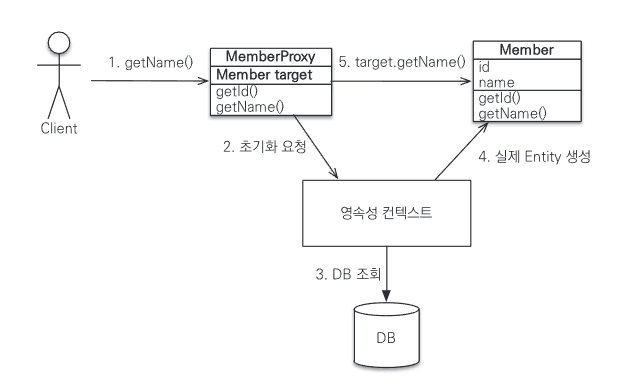 Client
1. getName()
MemberProxy
Member target
getId()
getName()
5. target.getName()
Member
id
name
getId()
getName()
2. 초기화 요청
4. 실제 Entity 생성
영속성 컨텍스트
3. DB 조회
DB